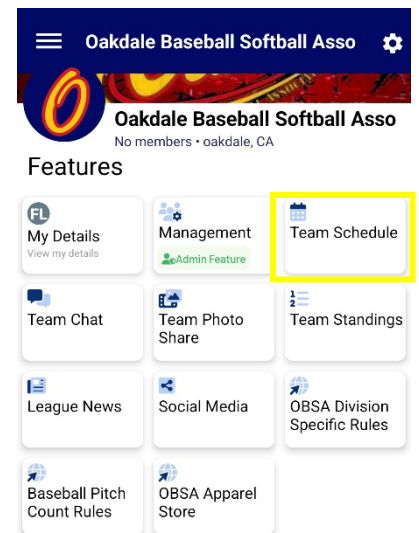 Oakdale Baseball Softball Asso
O
Oakdale Baseball Softball Asso
No members • oakdale, CA
Features
FL
My Details
View my details
Management
Admin Feature
Team Schedule
Team Chat
Team Photo
Share
1
2
Team Standings
League News
Social Media
OBSA Division
Specific Rules
Baseball Pitch
Count Rules
OBSA Apparel
Store